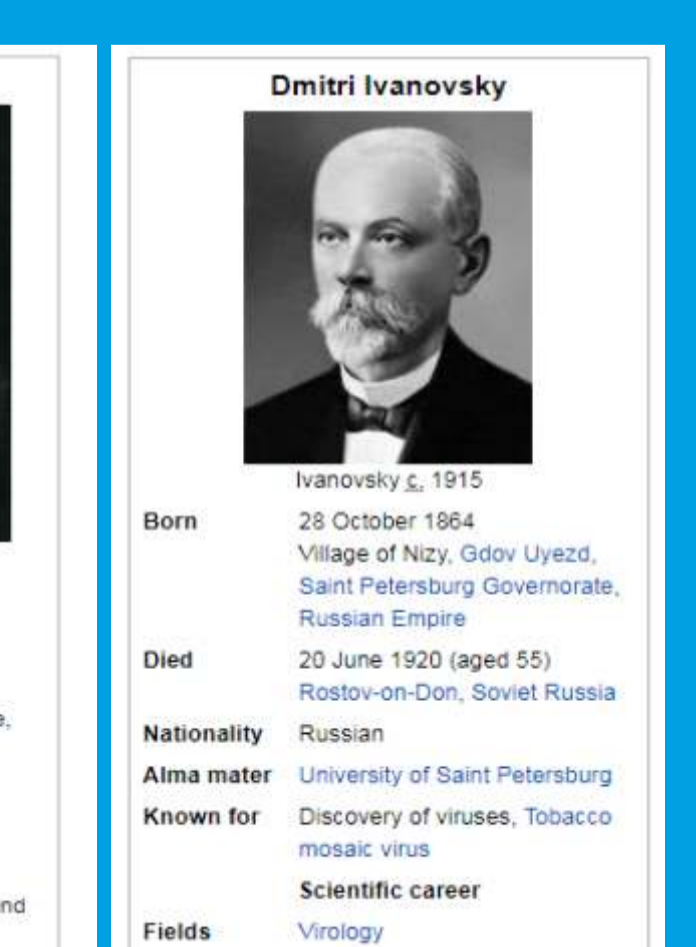 Dmitri Ivanovsky
Ivanovsky c. 1915
Born 28 October 1864
Village of Nizy, Gdov Uyezd,
Saint Petersburg Governorate,
Russian Empire
Died 20 June 1920 (aged 55)
Rostov-on-Don, Soviet Russia
Nationality Russian
Alma mater University of Saint Petersburg
Known for Discovery of viruses, Tobacco
mosaic virus
Scientific career
Fields Virology